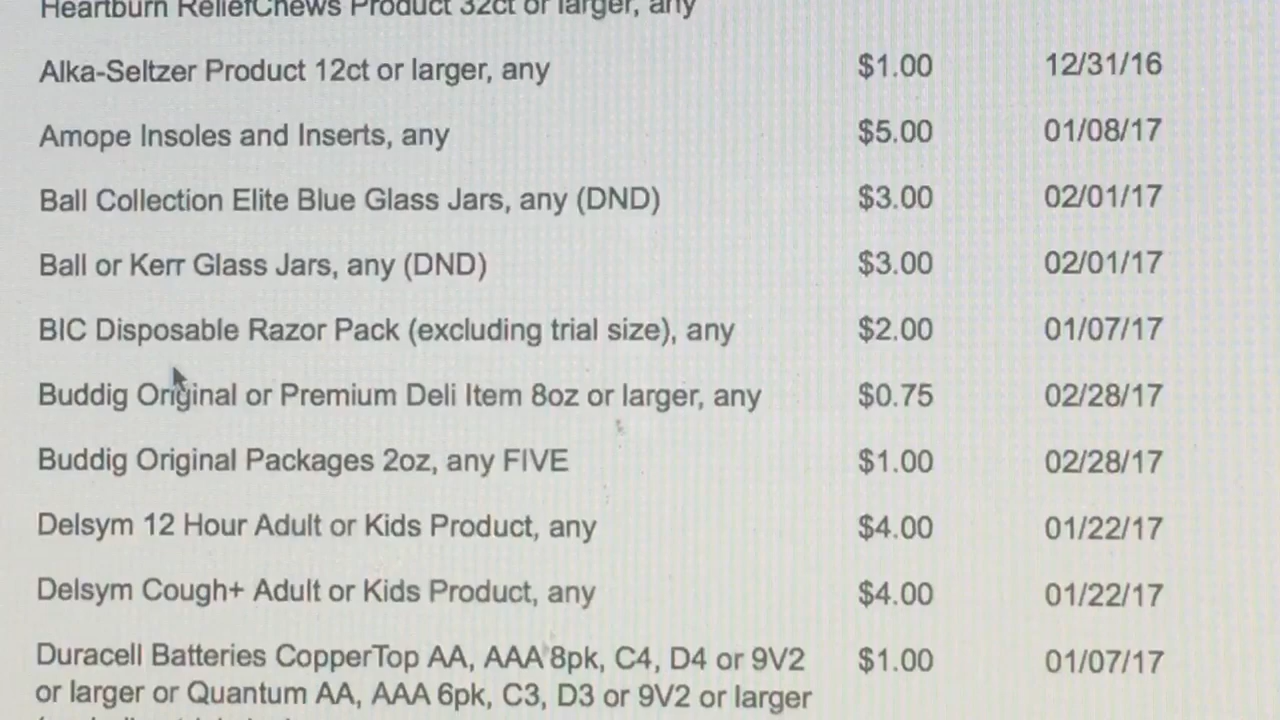 Heartburn ReliefChews Product 32ct or larger, any
Alka-Seltzer Product 12ct or larger, any $1.00 12/31/16
Amope Insoles and Inserts, any $5.00 01/08/17
Ball Collection Elite Blue Glass Jars, any (DND) $3.00 02/01/17
Ball or Kerr Glass Jars, any (DND) $3.00 02/01/17
BIC Disposable Razor Pack (excluding trial size), any $2.00 01/07/17
Buddig Original or Premium Deli Item 8oz or larger, any $0.75 02/28/17
Buddig Original Packages 2oz, any FIVE $1.00 02/28/17
Delsym 12 Hour Adult or Kids Product, any $4.00 01/22/17
Delsym Cough+ Adult or Kids Product, any $4.00 01/22/17
Duracell Batteries CopperTop AA, AAA 8pk, C4, D4 or 9V2 $1.00 01/07/17
or larger or Quantum AA, AAA 6pk, C3, D3 or 9V2 or larger